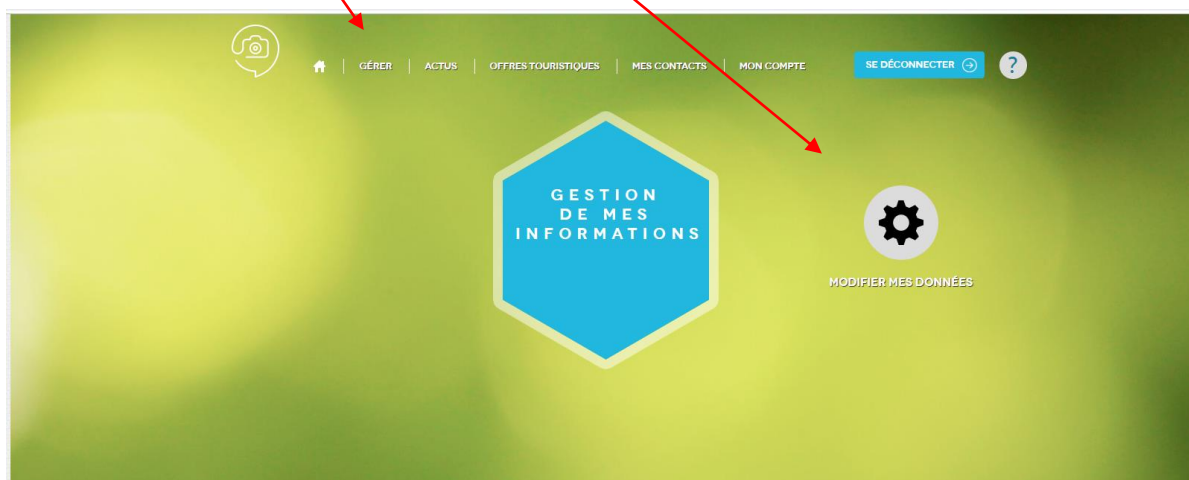 GÉRER | ACTUS | OFFRES TOURISTIQUES | MES CONTACTS | MON COMPTE SE DÉCONNECTER ?
GESTION
DE MES
INFORMATIONS
MODIFIER MES DONNÉES